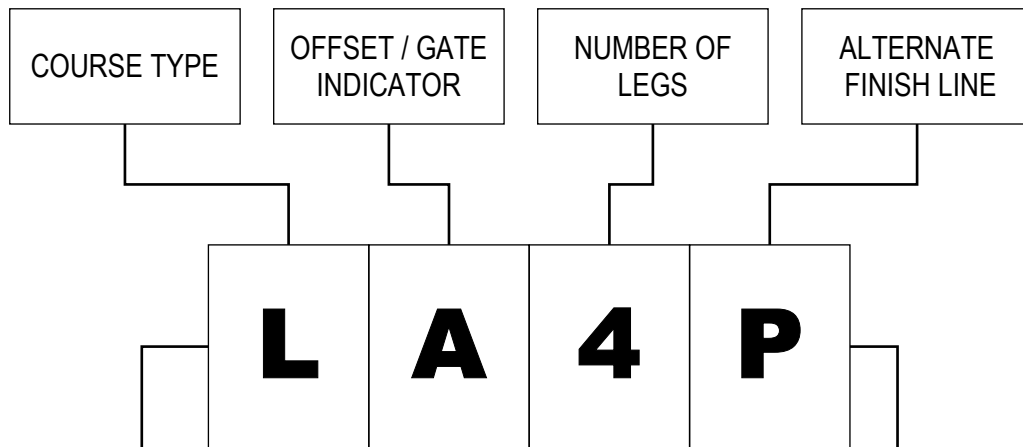 COURSE TYPE
OFFSET / GATE
INDICATOR
NUMBER OF
LEGS
ALTERNATE
FINISH LINE
L A 4 P